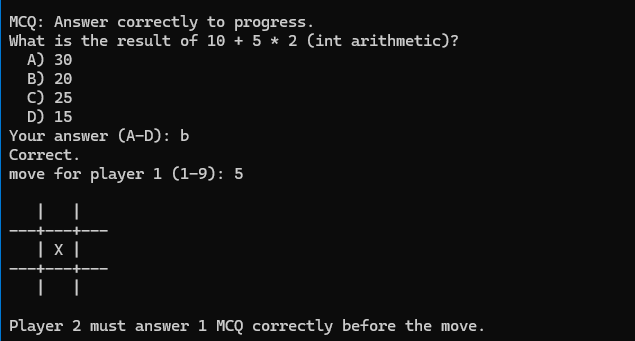 MCQ: Answer correctly to progress.
What is the result of 10 + 5 * 2 (int arithmetic)?
  A) 30
  B) 20
  C) 25
  D) 15
Your answer (A-D): b
Correct.
move for player 1 (1-9): 5

   |   |
---+---+---
   | X |
---+---+---
   |   |

Player 2 must answer 1 MCQ correctly before the move.